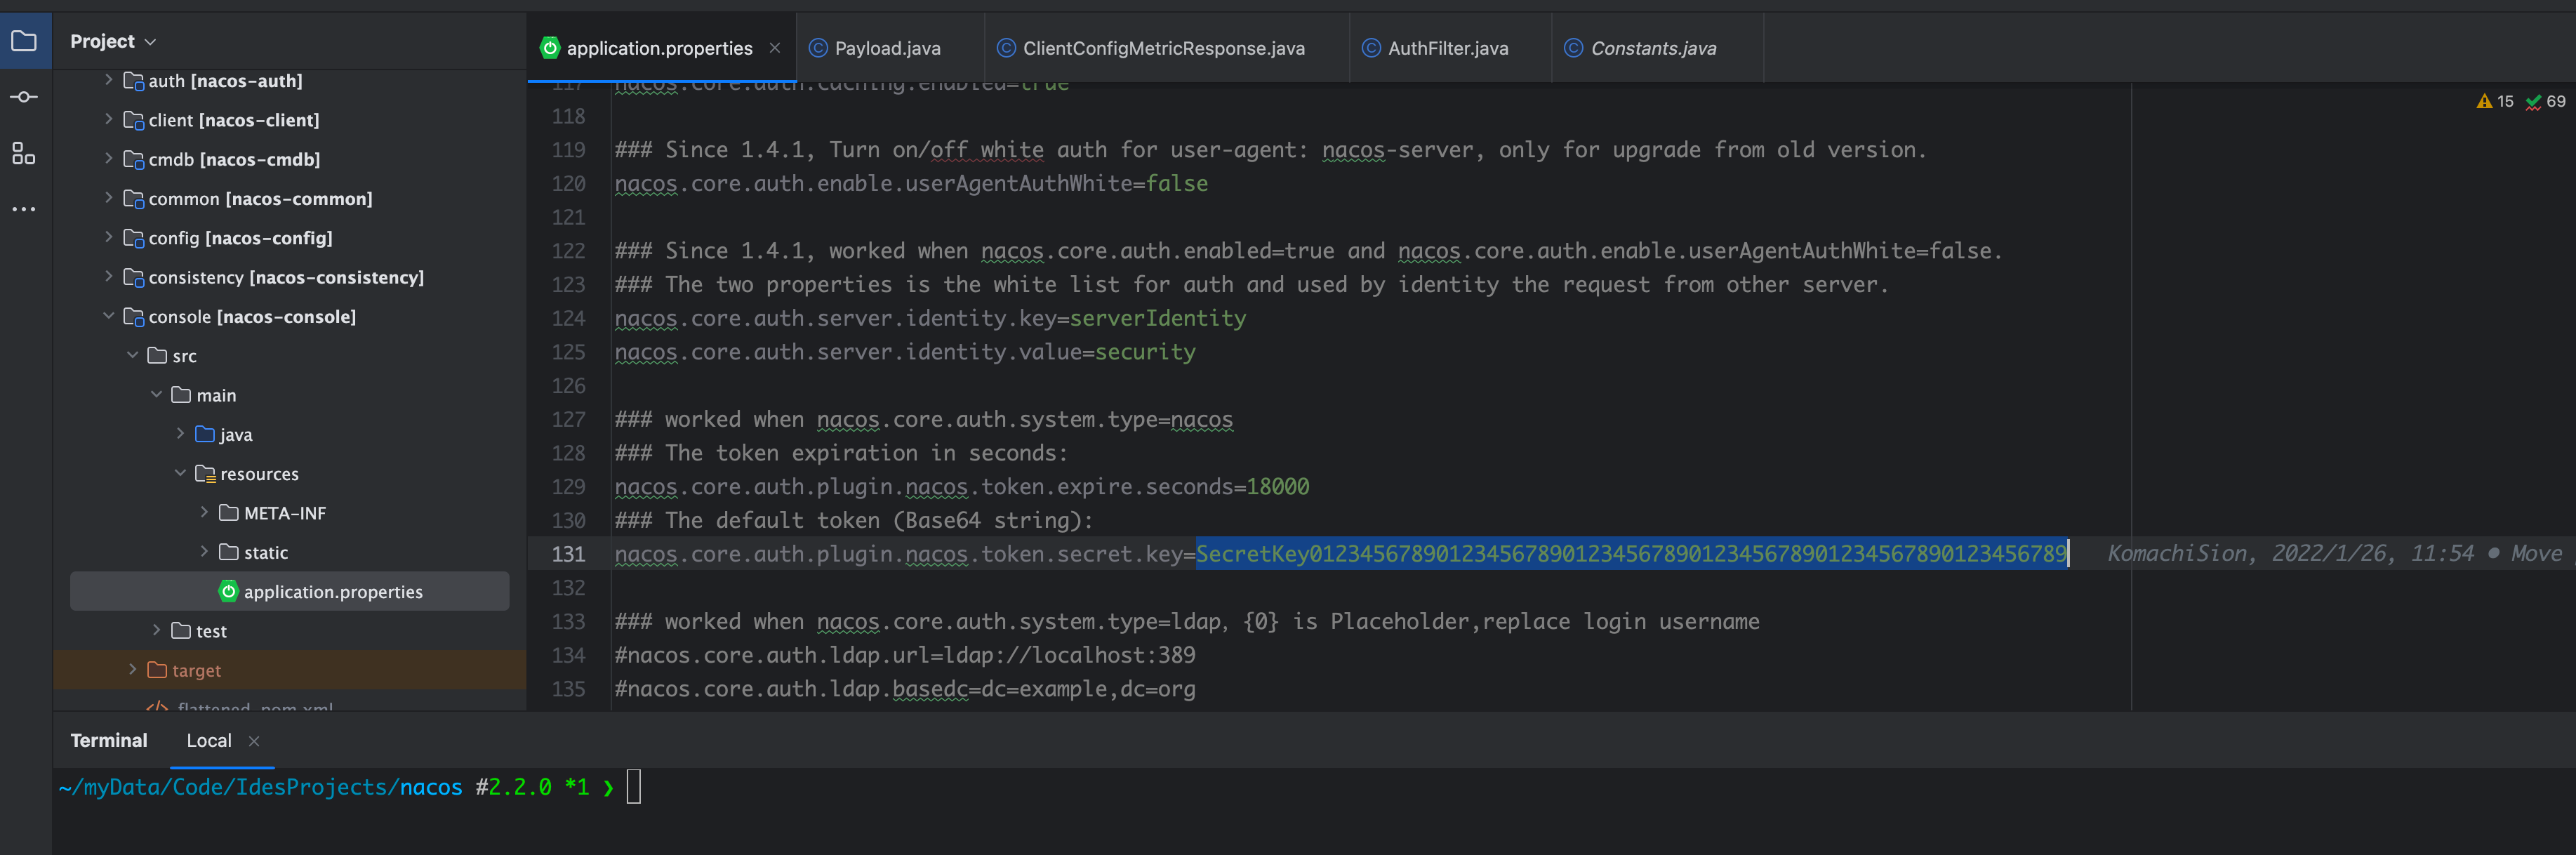 Project
auth [nacos-auth]
client [nacos-client]
cmdb [nacos-cmdb]
common [nacos-common]
config [nacos-config]
consistency [nacos-consistency]
console [nacos-console]
src
main
java
resources
META-INF
static
application.properties
test
target
flattened-pom.xml
application.properties
Payload.java
ClientConfigMetricResponse.java
AuthFilter.java
Constants.java
15 69
117 nacos.core.auth.caching.enabled=true
118
119 ### Since 1.4.1, Turn on/off white auth for user-agent: nacos-server, only for upgrade from old version.
120 nacos.core.auth.enable.userAgentAuthWhite=false
121
122 ### Since 1.4.1, worked when nacos.core.auth.enabled=true and nacos.core.auth.enable.userAgentAuthWhite=false.
123 ### The two properties is the white list for auth and used by identity the request from other server.
124 nacos.core.auth.server.identity.key=serverIdentity
125 nacos.core.auth.server.identity.value=security
126
127 ### worked when nacos.core.auth.system.type=nacos
128 ### The token expiration in seconds:
129 nacos.core.auth.plugin.nacos.token.expire.seconds=18000
130 ### The default token (Base64 string):
131 nacos.core.auth.plugin.nacos.token.secret.key=SecretKey012345678901234567890123456789012345678901234567890123456789 KomachiSion, 2022/1/26, 11:54 • Move
132
133 ### worked when nacos.core.auth.system.type=ldap, {0} is Placeholder,replace login username
134 #nacos.core.auth.ldap.url=ldap://localhost:389
135 #nacos.core.auth.ldap.basedc=dc=example,dc=org
Terminal
Local
~/myData/Code/IdesProjects/nacos #2.2.0 *1 ❯